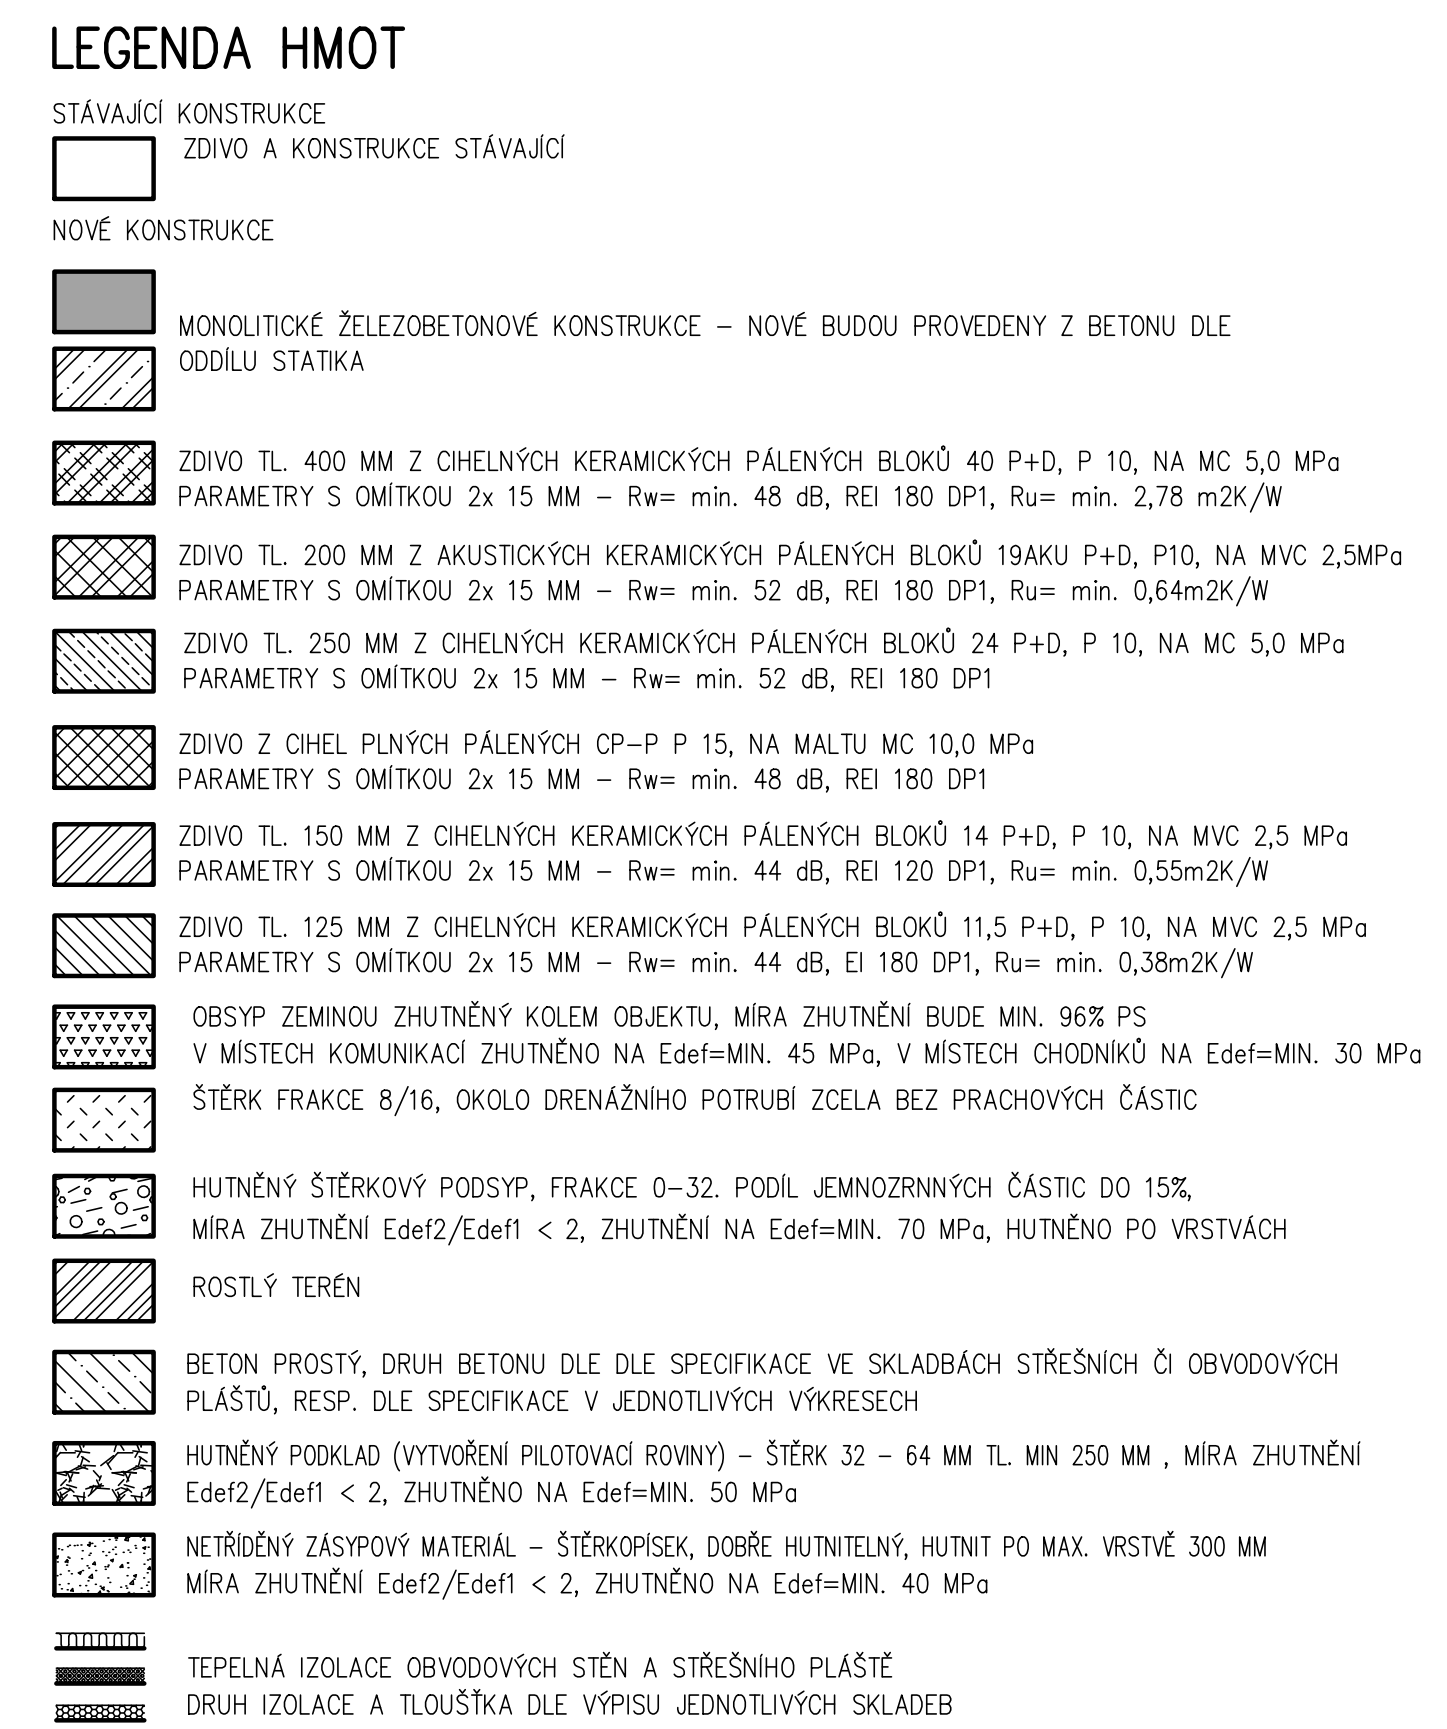 LEGENDA HMOT
STÁVAJÍCÍ KONSTRUKCE
ZDIVO A KONSTRUKCE STÁVAJÍCÍ
NOVÉ KONSTRUKCE
MONOLITICKÉ ŽELEZOBETONOVÉ KONSTRUKCE – NOVÉ BUDOU PROVEDENY Z BETONU DLE
ODDÍLU STATIKA
ZDIVO TL. 400 MM Z CIHELNÝCH KERAMICKÝCH PÁLENÝCH BLOKŮ 40 P+D, P 10, NA MC 5,0 MPa
PARAMETRY S OMÍTKOU 2x 15 MM – Rw= min. 48 dB, REI 180 DP1, Ru= min. 2,78 m2K/W
ZDIVO TL. 200 MM Z AKUSTICKÝCH KERAMICKÝCH PÁLENÝCH BLOKŮ 19AKU P+D, P10, NA MVC 2,5MPa
PARAMETRY S OMÍTKOU 2x 15 MM – Rw= min. 52 dB, REI 180 DP1, Ru= min. 0,64m2K/W
ZDIVO TL. 250 MM Z CIHELNÝCH KERAMICKÝCH PÁLENÝCH BLOKŮ 24 P+D, P 10, NA MC 5,0 MPa
PARAMETRY S OMÍTKOU 2x 15 MM – Rw= min. 52 dB, REI 180 DP1
ZDIVO Z CIHEL PLNÝCH PÁLENÝCH CP–P P 15, NA MALTU MC 10,0 MPa
PARAMETRY S OMÍTKOU 2x 15 MM – Rw= min. 48 dB, REI 180 DP1
ZDIVO TL. 150 MM Z CIHELNÝCH KERAMICKÝCH PÁLENÝCH BLOKŮ 14 P+D, P 10, NA MVC 2,5 MPa
PARAMETRY S OMÍTKOU 2x 15 MM – Rw= min. 44 dB, REI 120 DP1, Ru= min. 0,55m2K/W
ZDIVO TL. 125 MM Z CIHELNÝCH KERAMICKÝCH PÁLENÝCH BLOKŮ 11,5 P+D, P 10, NA MVC 2,5 MPa
PARAMETRY S OMÍTKOU 2x 15 MM – Rw= min. 44 dB, EI 180 DP1, Ru= min. 0,38m2K/W
OBSYP ZEMINOU ZHUTNĚNÝ KOLEM OBJEKTU, MÍRA ZHUTNĚNÍ BUDE MIN. 96% PS
V MÍSTECH KOMUNIKACÍ ZHUTNĚNO NA Edef=MIN. 45 MPa, V MÍSTECH CHODNÍKŮ NA Edef=MIN. 30 MPa
ŠTĚRK FRAKCE 8/16, OKOLO DRENÁŽNÍHO POTRUBÍ ZCELA BEZ PRACHOVÝCH ČÁSTIC
HUTNĚNÝ ŠTĚRKOVÝ PODSYP, FRAKCE 0–32. PODÍL JEMNOZRNNÝCH ČÁSTIC DO 15%,
MÍRA ZHUTNĚNÍ Edef2/Edef1 < 2, ZHUTNĚNÍ NA Edef=MIN. 70 MPa, HUTNĚNO PO VRSTVÁCH
ROSTLÝ TERÉN
BETON PROSTÝ, DRUH BETONU DLE DLE SPECIFIKACE VE SKLADBÁCH STŘEŠNÍCH ČI OBVODOVÝCH
PLÁŠTŮ, RESP. DLE SPECIFIKACE V JEDNOTLIVÝCH VÝKRESECH
HUTNĚNÝ PODKLAD (VYTVOŘENÍ PILOTOVACÍ ROVINY) – ŠTĚRK 32 – 64 MM TL. MIN 250 MM , MÍRA ZHUTNĚNÍ
Edef2/Edef1 < 2, ZHUTNĚNO NA Edef=MIN. 50 MPa
NETŘÍDĚNÝ ZÁSYPOVÝ MATERIÁL – ŠTĚRKOPÍSEK, DOBŘE HUTNITELNÝ, HUTNIT PO MAX. VRSTVĚ 300 MM
MÍRA ZHUTNĚNÍ Edef2/Edef1 < 2, ZHUTNĚNO NA Edef=MIN. 40 MPa
TEPELNÁ IZOLACE OBVODOVÝCH STĚN A STŘEŠNÍHO PLÁŠTĚ
DRUH IZOLACE A TLOUŠŤKA DLE VÝPISU JEDNOTLIVÝCH SKLADEB